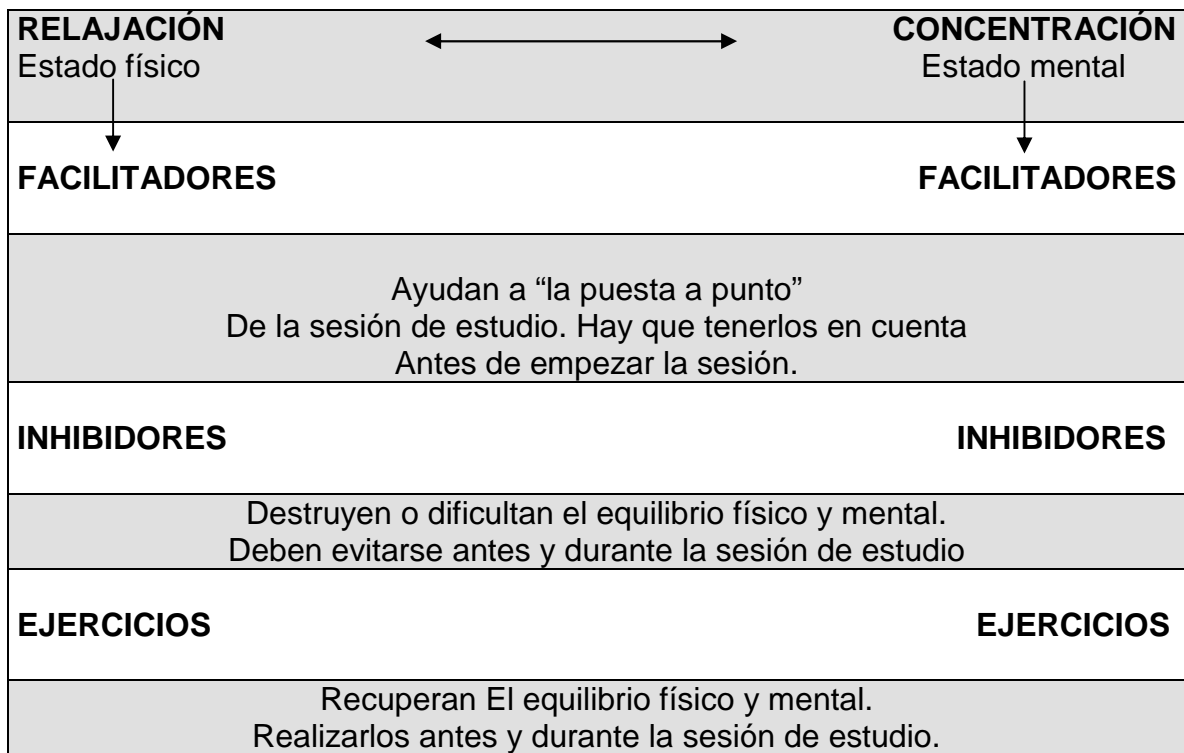 RELAJACIÓN CONCENTRACIÓN
Estado físico Estado mental
FACILITADORES FACILITADORES
Ayudan a “la puesta a punto”
De la sesión de estudio. Hay que tenerlos en cuenta
Antes de empezar la sesión.
INHIBIDORES INHIBIDORES
Destruyen o dificultan el equilibrio físico y mental.
Deben evitarse antes y durante la sesión de estudio
EJERCICIOS EJERCICIOS
Recuperan El equilibrio físico y mental.
Realizarlos antes y durante la sesión de estudio.